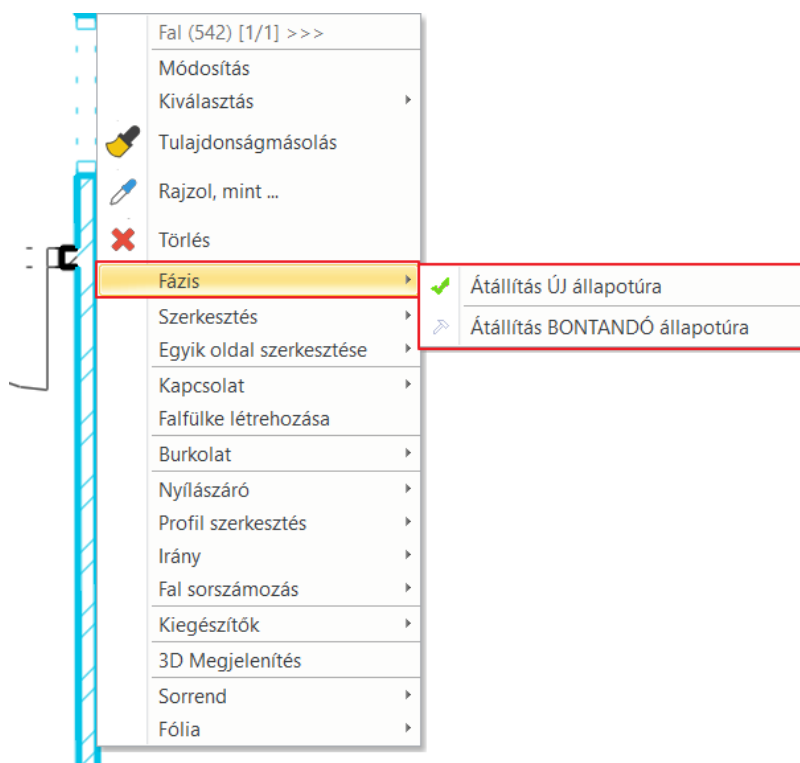 Fal (542) [1/1] >>>
Módosítás
Kiválasztás
Tulajdonságmásolás
Rajzol, mint ...
Törlés
Fázis
Átállítás ÚJ állapotúra
Átállítás BONTANDÓ állapotúra
Szerkesztés
Egyik oldal szerkesztése
Kapcsolat
Falfülke létrehozása
Burkolat
Nyílászáró
Profil szerkesztés
Irány
Fal sorszámozás
Kiegészítők
3D Megjelenítés
Sorrend
Fólia